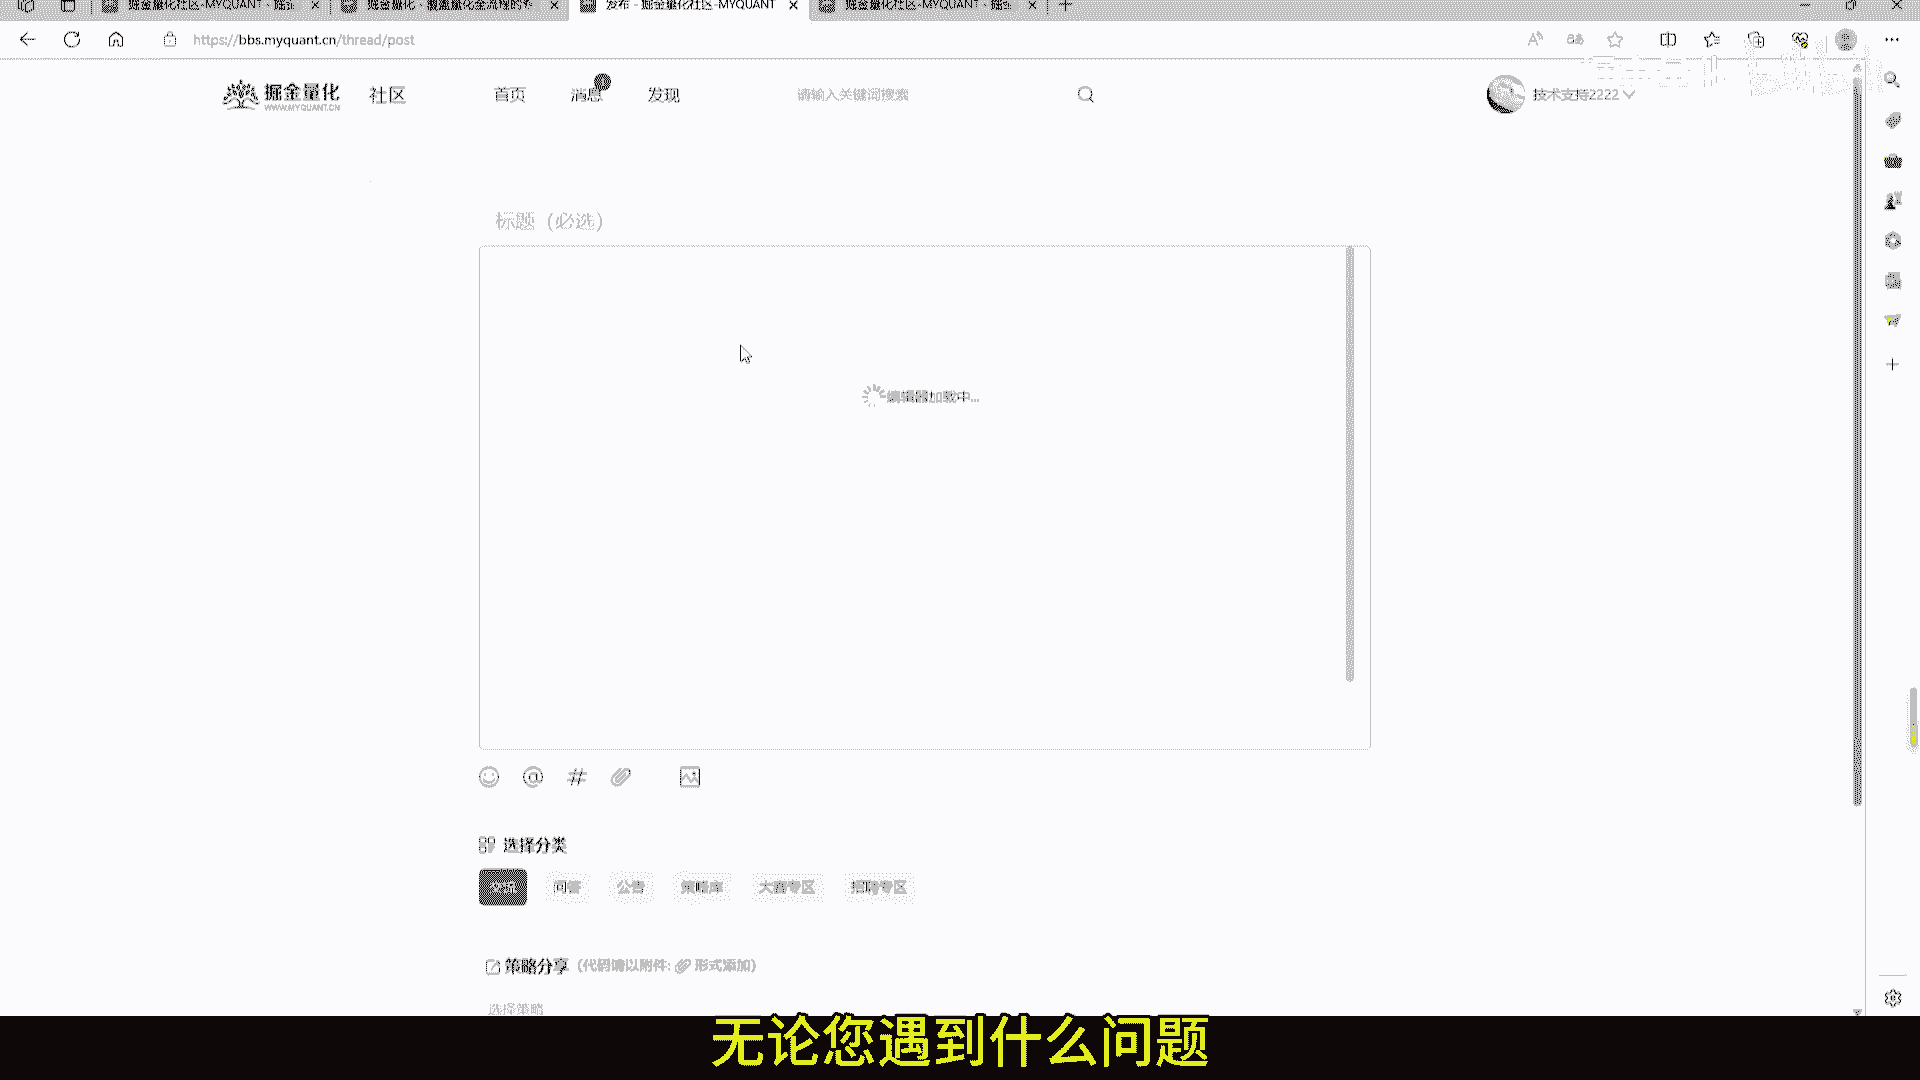 掘金量化社区-MYQUANT - 掘金
掘金量化 - 覆盖量化全流程的专
发布 - 掘金量化社区-MYQUANT
掘金量化社区-MYQUANT - 掘金
https://bbs.myquant.cn/thread/post
掘金量化
WWW.MYQUANT.CN
社区
首页
消息
发现
请输入关键词搜索
技术支持2222
标题（必选）
编辑器加载中...
选择分类
交流
问答
公告
策略库
大赛专区
招聘专区
策略分享 (代码请以附件: 形式添加)
选择策略
无论您遇到什么问题